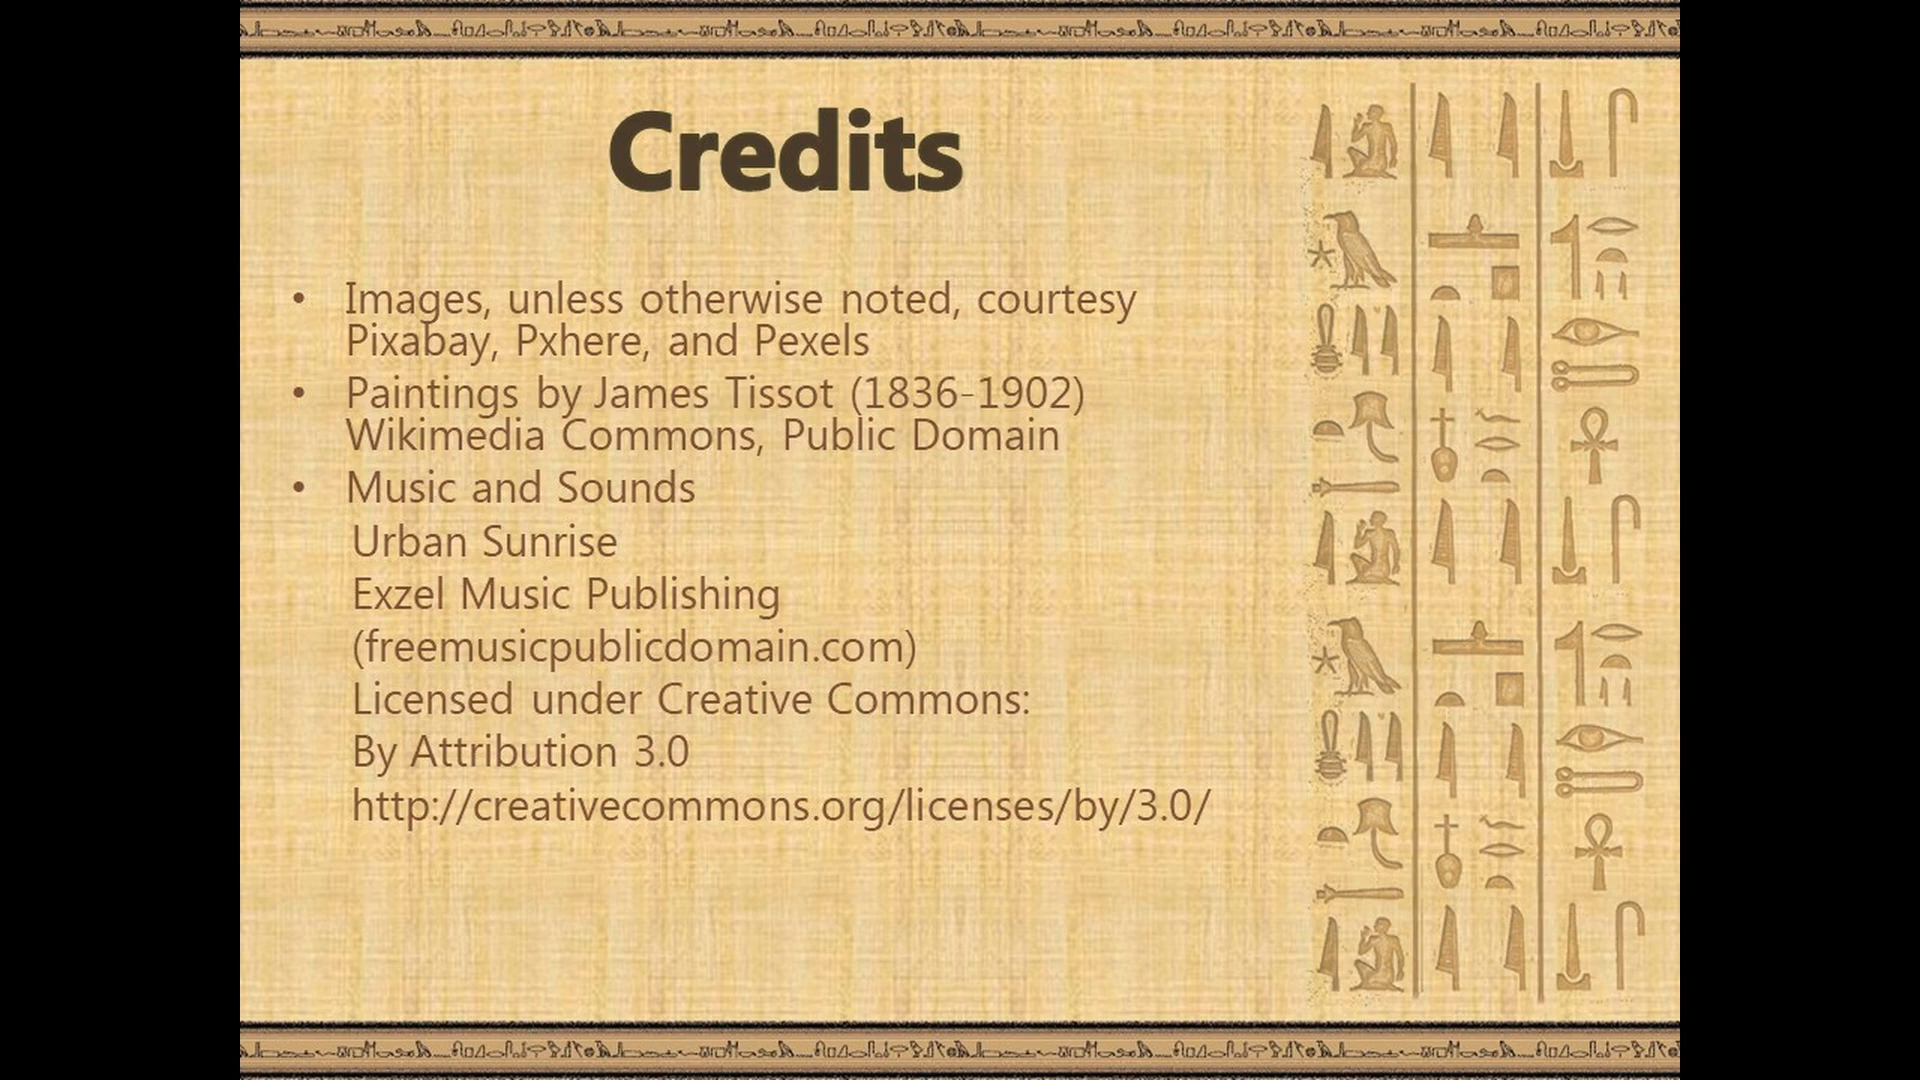 Credits
• Images, unless otherwise noted, courtesy
Pixabay, Pxhere, and Pexels
• Paintings by James Tissot (1836-1902)
Wikimedia Commons, Public Domain
• Music and Sounds
Urban Sunrise
Exzel Music Publishing
(freemusicpublicdomain.com)
Licensed under Creative Commons:
By Attribution 3.0
http://creativecommons.org/licenses/by/3.0/